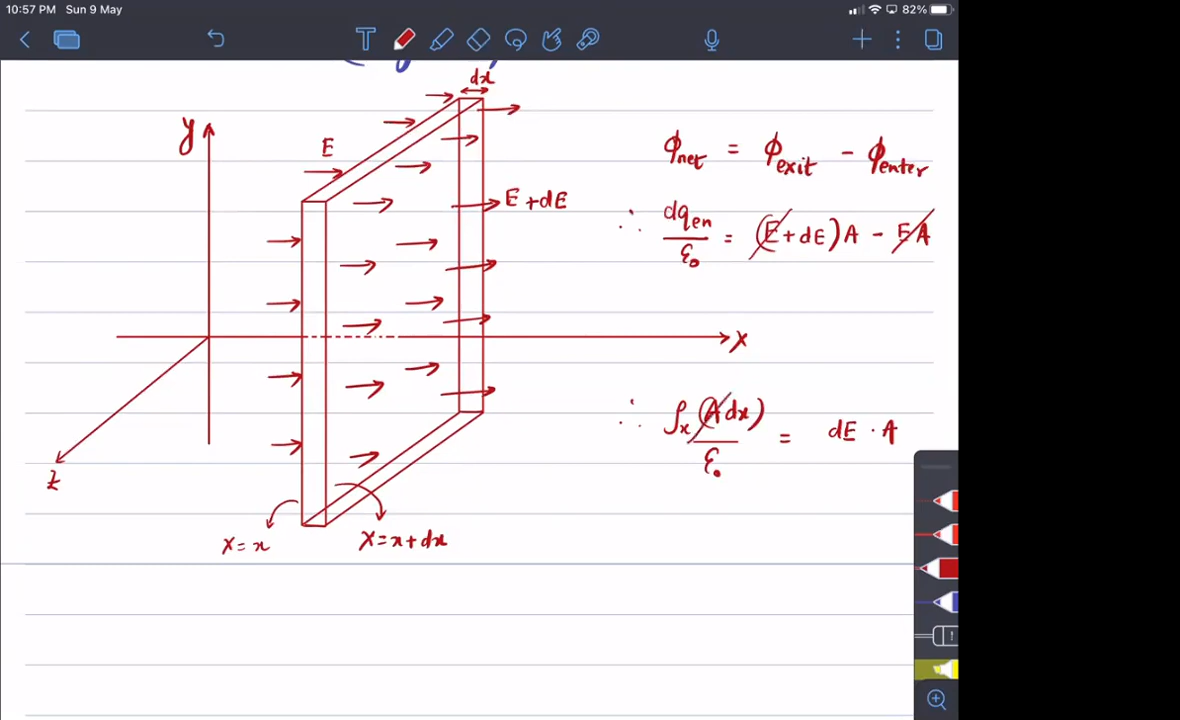 10:57 PM Sun 9 May
82%
T
dx
y
E
E + dE
ϕnet = ϕexit - ϕenter
∴ dqen/ε₀ = (E + dE)A - EA
x
∴ ρx(Adx)/ε₀ = dE · A
z
X = x
X = x + dx